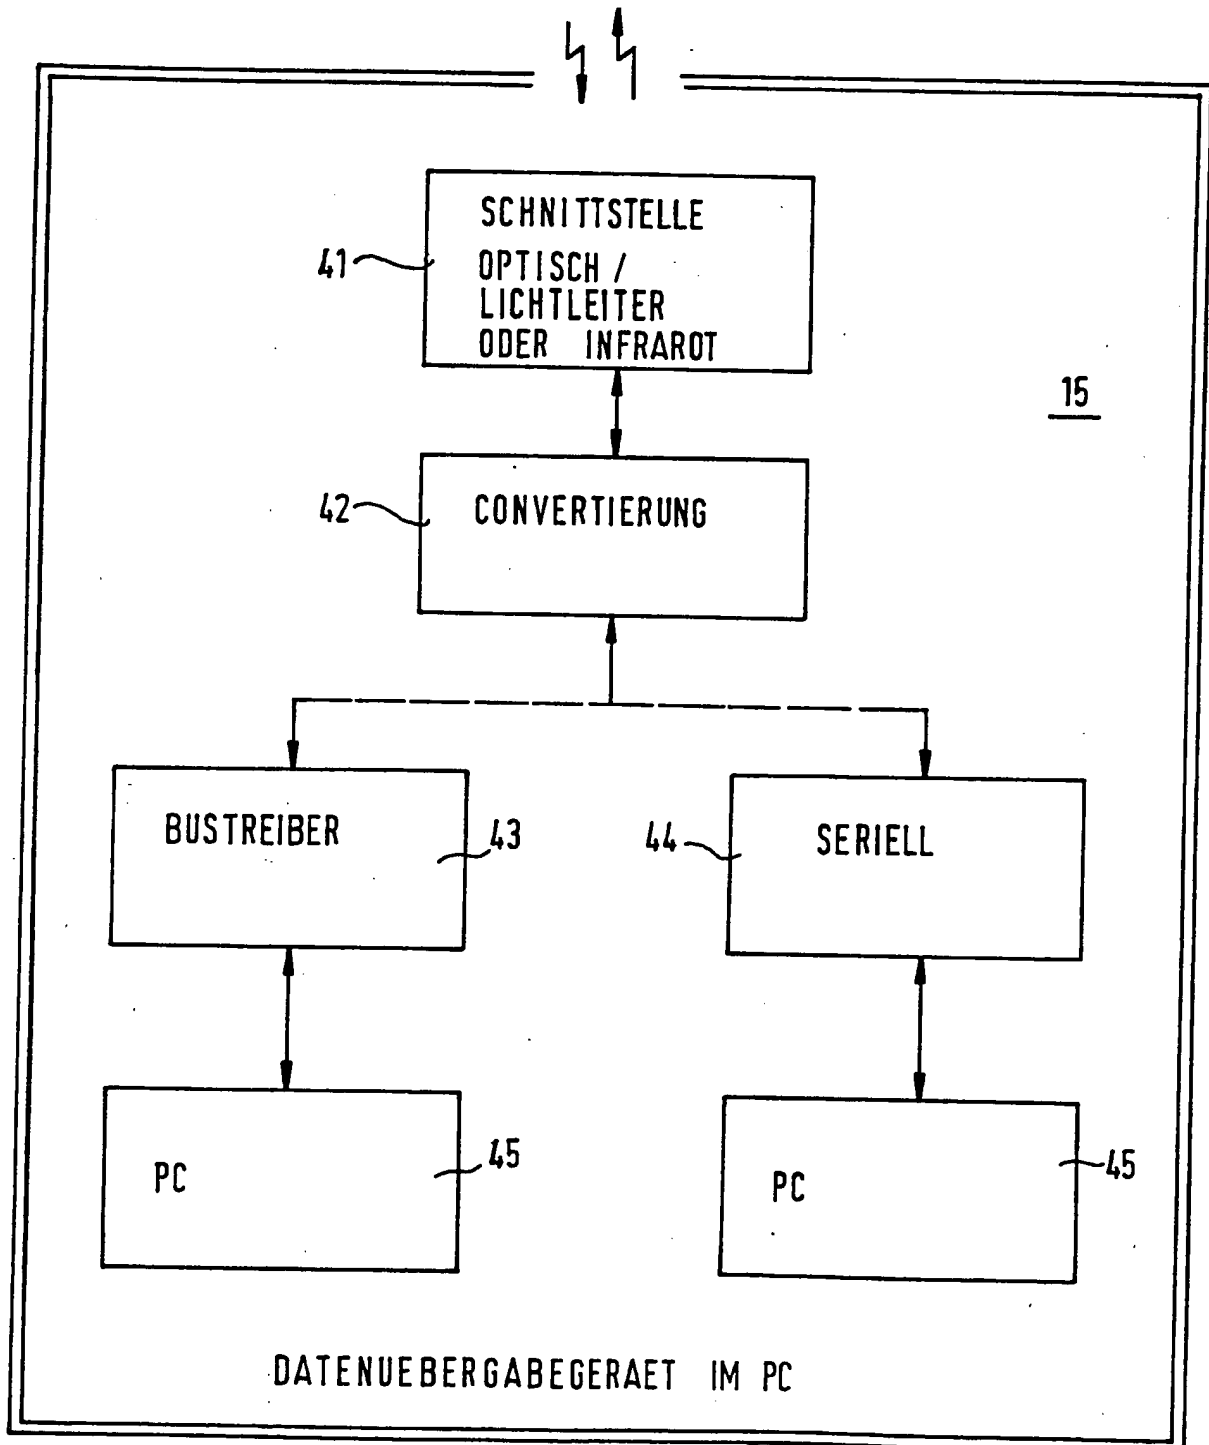 SCHNITTSTELLE
41
OPTISCH /
LICHTLEITER
ODER INFRAROT
15
42
CONVERTIERUNG
BUSTREIBER
43
44
SERIELL
PC
45
PC
45
DATENUEBERGABEGERAET IM PC